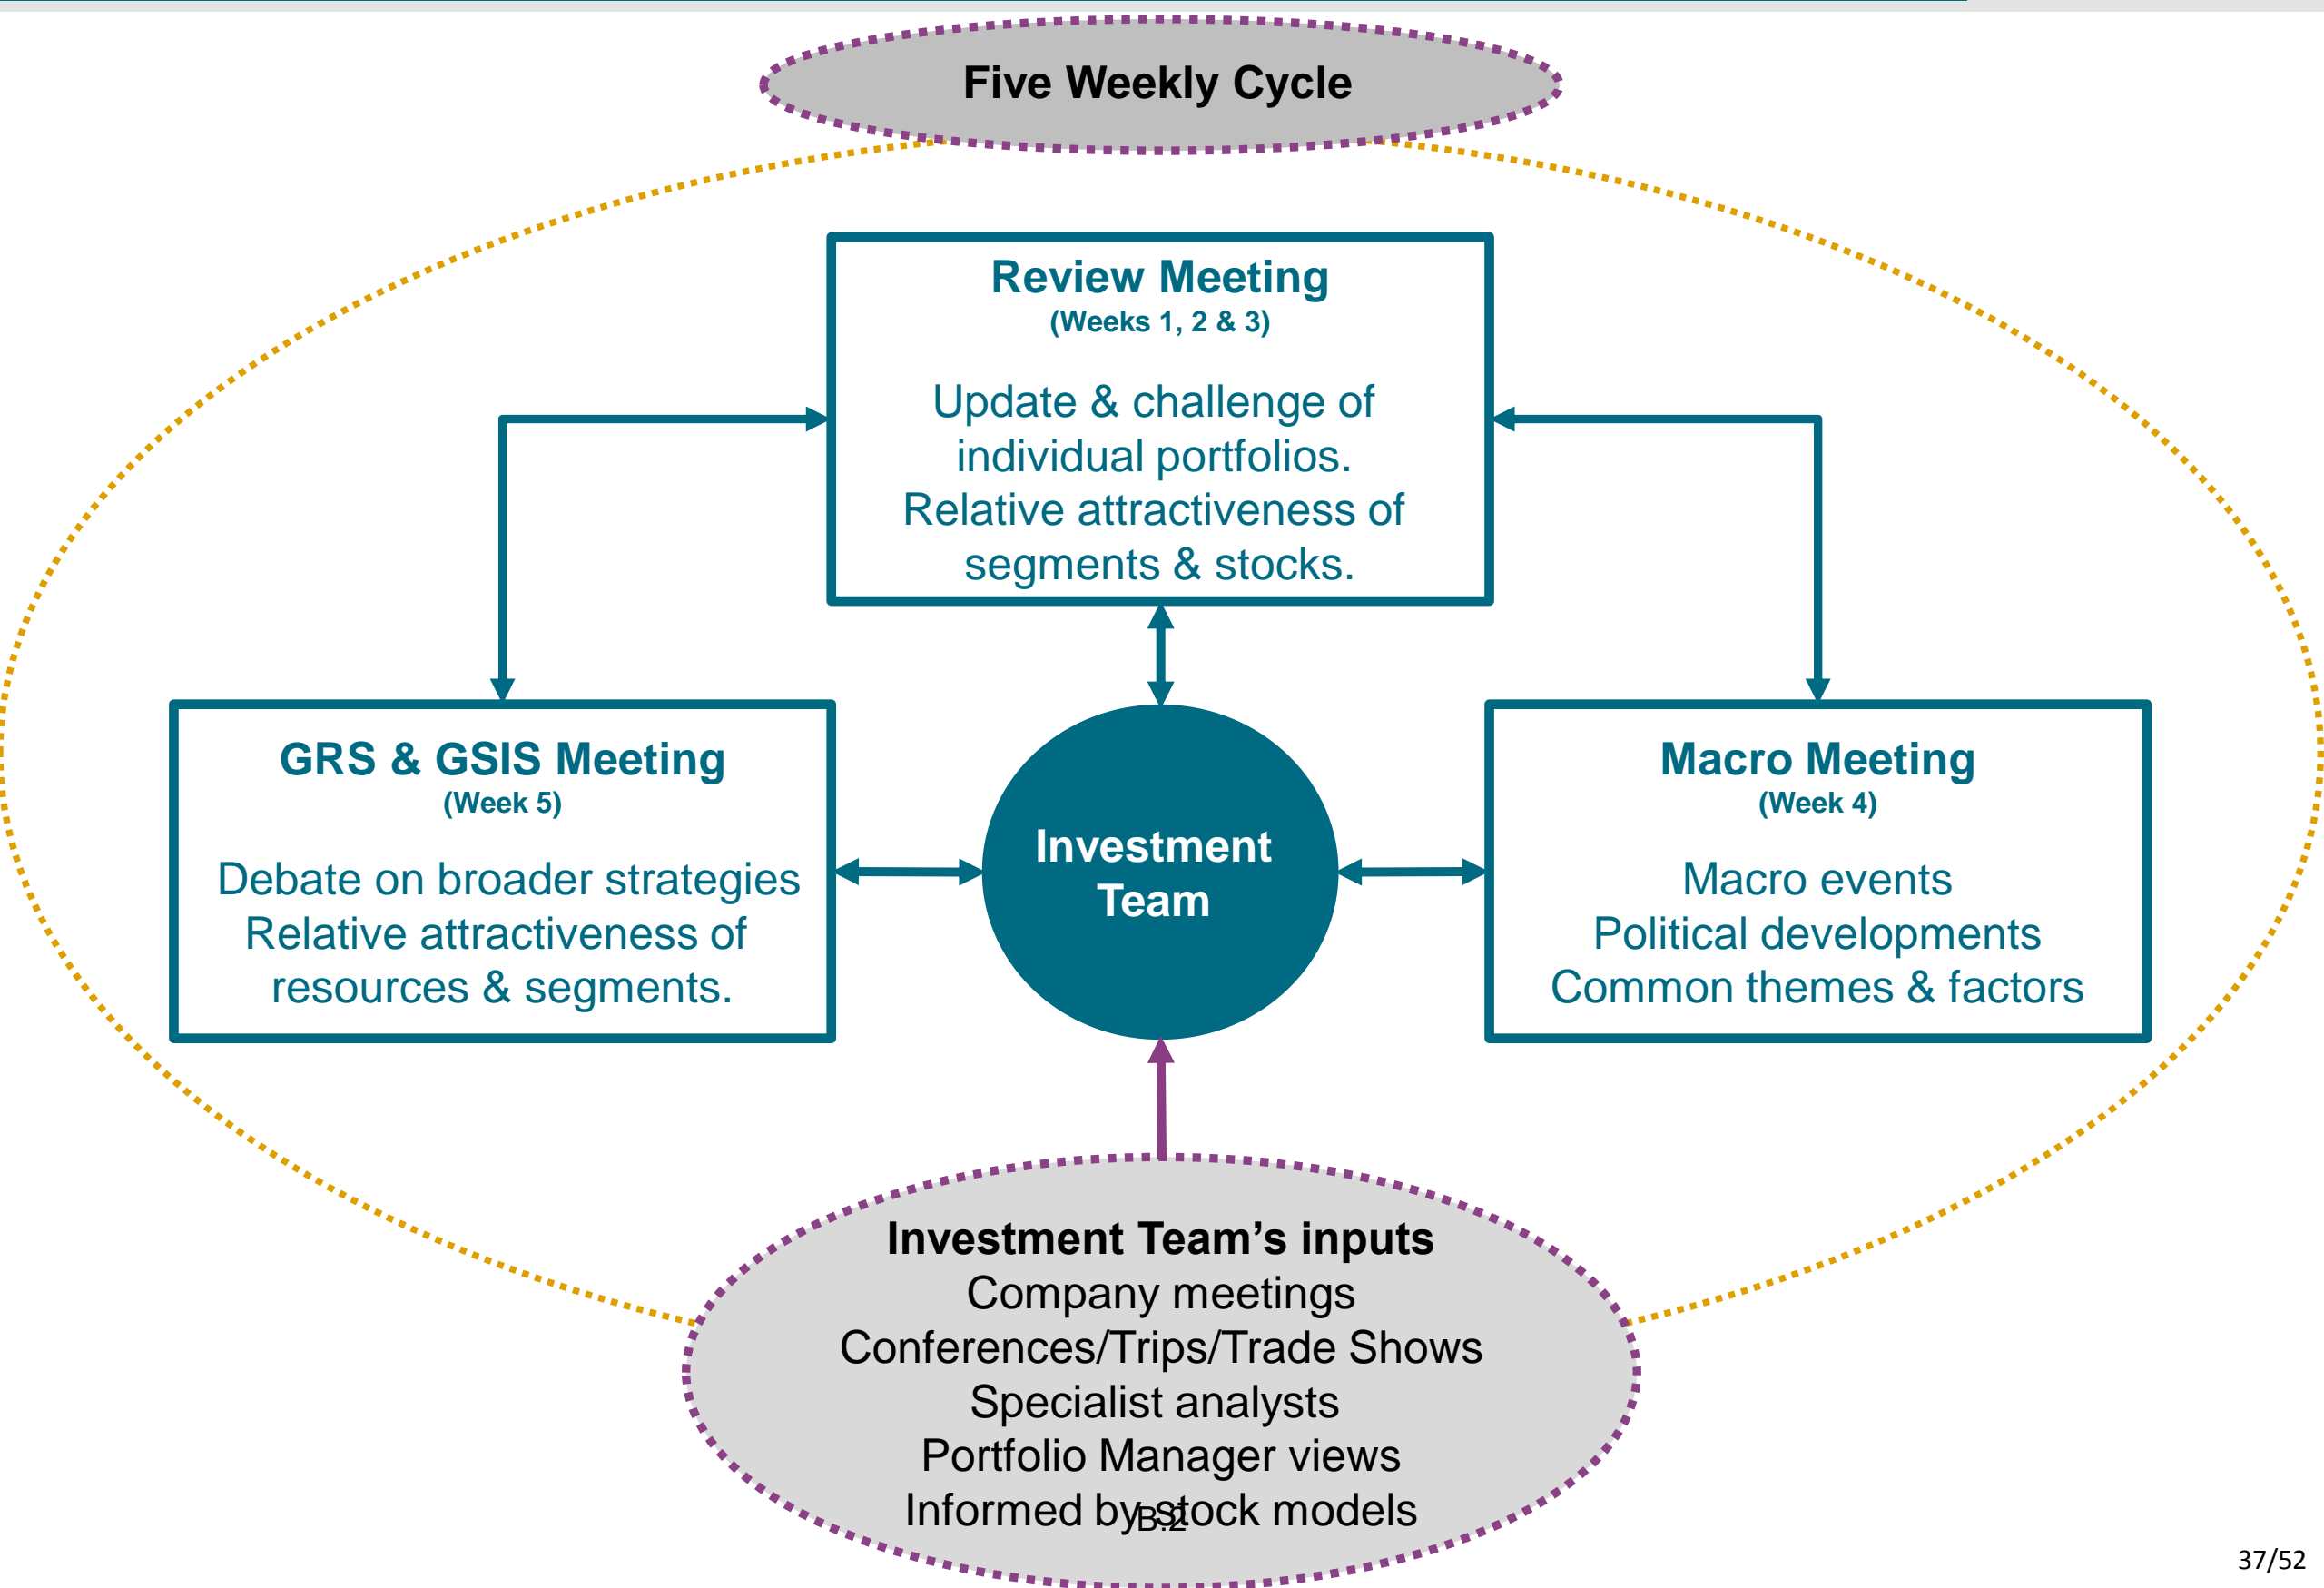 Five Weekly Cycle
Review Meeting
(Weeks 1, 2 & 3)
Update & challenge of
individual portfolios.
Relative attractiveness of
segments & stocks.
GRS & GSIS Meeting
(Week 5)
Debate on broader strategies
Relative attractiveness of
resources & segments.
Investment
Team
Macro Meeting
(Week 4)
Macro events
Political developments
Common themes & factors
Investment Team’s inputs
Company meetings
Conferences/Trips/Trade Shows
Specialist analysts
Portfolio Manager views
Informed by stock models
B.2
37/52